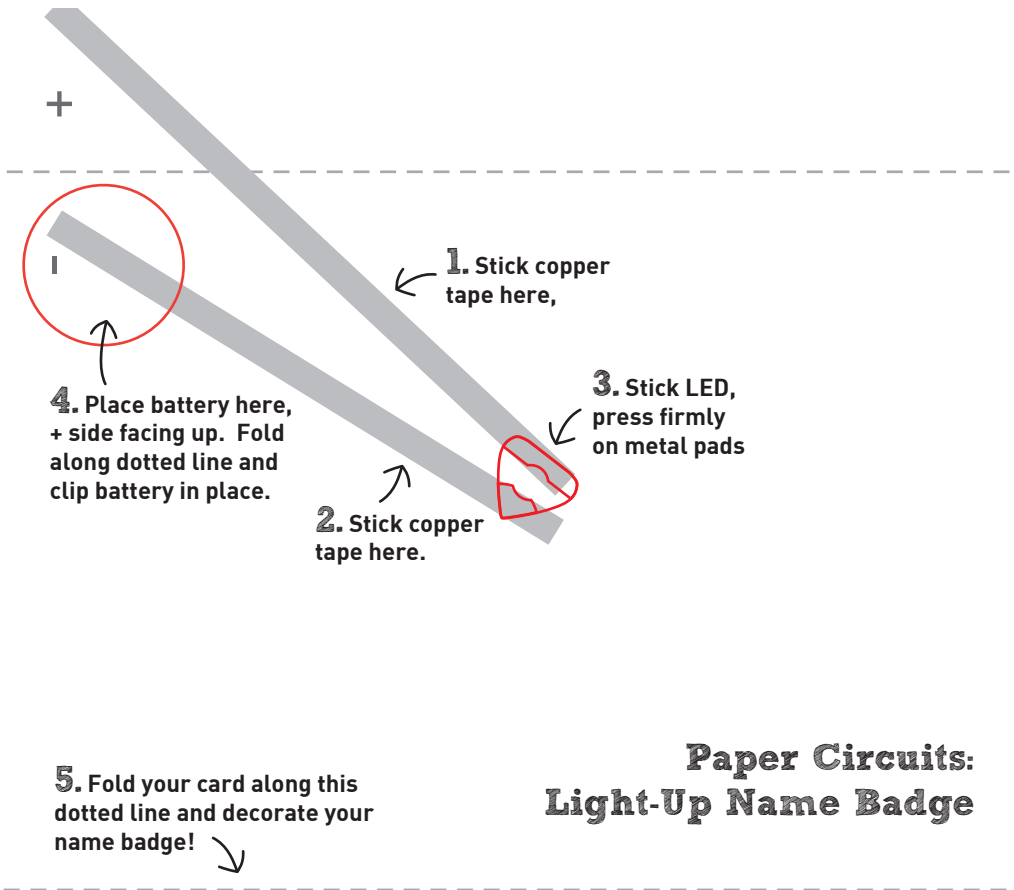 +
-
1. Stick copper
tape here,
3. Stick LED,
press firmly
on metal pads
4. Place battery here,
+ side facing up. Fold
along dotted line and
clip battery in place.
2. Stick copper
tape here.
Paper Circuits:
Light-Up Name Badge
5. Fold your card along this
dotted line and decorate your
name badge!